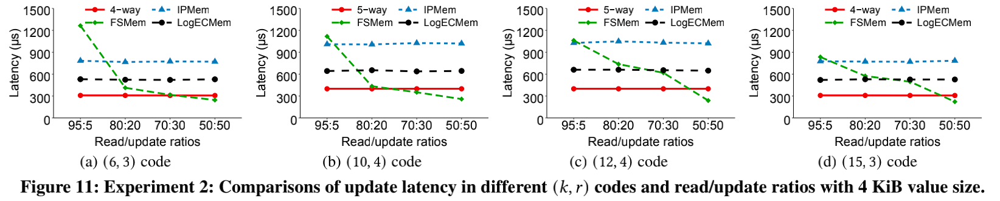 1500
1200
900
600
300
0
Latency (μs)
4-way
IPMem
FSMem
LogECMem
95:5 80:20 70:30 50:50
Read/update ratios
(a) (6, 3) code
1500
1200
900
600
300
0
Latency (μs)
5-way
IPMem
FSMem
LogECMem
95:5 80:20 70:30 50:50
Read/update ratios
(b) (10, 4) code
1500
1200
900
600
300
0
Latency (μs)
5-way
IPMem
FSMem
LogECMem
95:5 80:20 70:30 50:50
Read/update ratios
(c) (12, 4) code
1500
1200
900
600
300
0
Latency (μs)
4-way
IPMem
FSMem
LogECMem
95:5 80:20 70:30 50:50
Read/update ratios
(d) (15, 3) code
Figure 11: Experiment 2: Comparisons of update latency in different (k, r) codes and read/update ratios with 4 KiB value size.